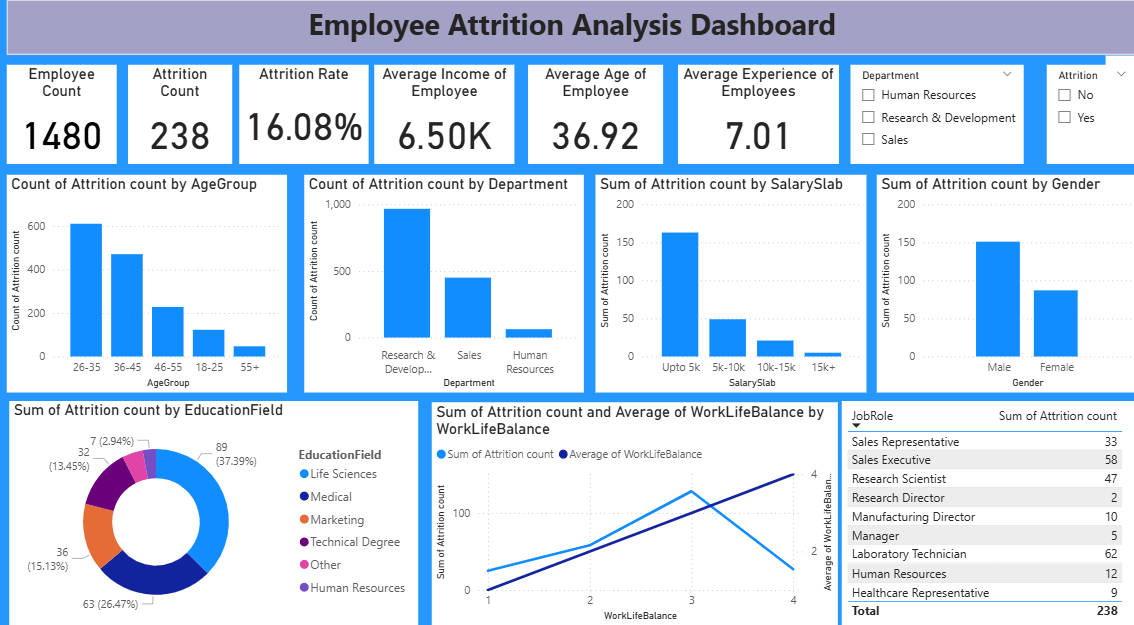 Employee Attrition Analysis Dashboard
Employee
Count
1480
Attrition
Count
238
Attrition Rate
16.08%
Average Income of
Employee
6.50K
Average Age of
Employee
36.92
Average Experience of
Employees
7.01
Department
Human Resources
Research & Development
Sales
Attrition
No
Yes
Count of Attrition count by AgeGroup
Count of Attrition count
600
400
200
0
26-35 36-45 46-55 18-25 55+
AgeGroup
Count of Attrition count by Department
Count of Attrition count
1,000
500
0
Research &
Develop...
Sales
Human
Resources
Department
Sum of Attrition count by SalarySlab
Sum of Attrition count
200
150
100
50
0
Upto 5k 5k-10k 10k-15k 15k+
SalarySlab
Sum of Attrition count by Gender
Sum of Attrition count
200
150
100
50
0
Male Female
Gender
Sum of Attrition count by EducationField
7 (2.94%)
32
(13.45%)
89
(37.39%)
36
(15.13%)
63 (26.47%)
EducationField
Life Sciences
Medical
Marketing
Technical Degree
Other
Human Resources
Sum of Attrition count and Average of WorkLifeBalance by
WorkLifeBalance
Sum of Attrition count Average of WorkLifeBalance
Sum of Attrition count
100
0
4
2
Average of WorkLifeBalan...
1 2 3 4
WorkLifeBalance
JobRole Sum of Attrition count
Sales Representative 33
Sales Executive 58
Research Scientist 47
Research Director 2
Manufacturing Director 10
Manager 5
Laboratory Technician 62
Human Resources 12
Healthcare Representative 9
Total 238